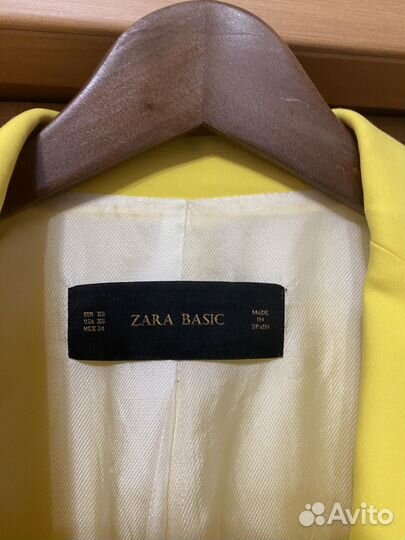 EUR XS
USA XS
MEX 24
ZARA BASIC
MADE
IN
SPAIN
Avito